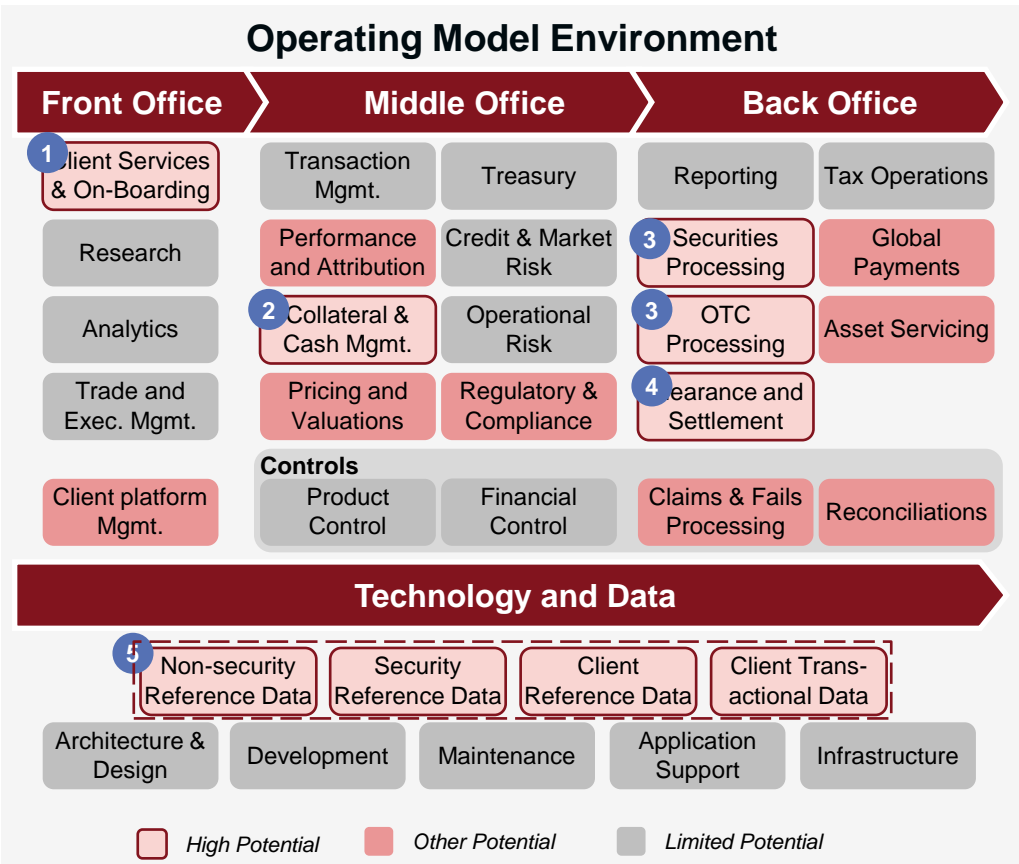 Operating Model Environment
Front Office
Middle Office
Back Office
1
lient Services
& On-Boarding
Transaction
Mgmt.
Treasury
Reporting
Tax Operations
Research
Performance
and Attribution
Credit & Market
Risk
3
Securities
Processing
Global
Payments
Analytics
2
Collateral &
Cash Mgmt.
Operational
Risk
3
OTC
Processing
Asset Servicing
Trade and
Exec. Mgmt.
Pricing and
Valuations
Regulatory &
Compliance
4
earance and
Settlement
Controls
Client platform
Mgmt.
Product
Control
Financial
Control
Claims & Fails
Processing
Reconciliations
Technology and Data
5
Non-security
Reference Data
Security
Reference Data
Client
Reference Data
Client Trans-
actional Data
Architecture &
Design
Development
Maintenance
Application
Support
Infrastructure
High Potential
Other Potential
Limited Potential